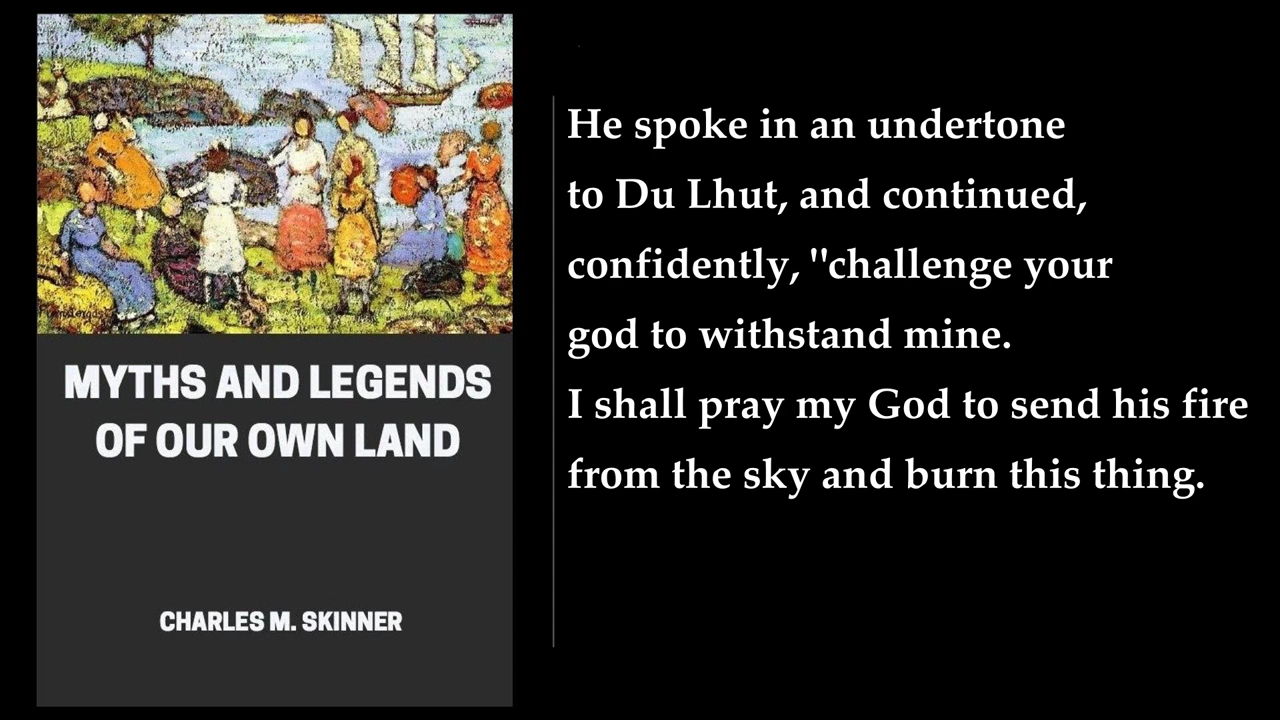 MYTHS AND LEGENDS
OF OUR OWN LAND
CHARLES M. SKINNER
He spoke in an undertone
to Du Lhut, and continued,
confidently, "challenge your
god to withstand mine.
I shall pray my God to send his fire
from the sky and burn this thing.